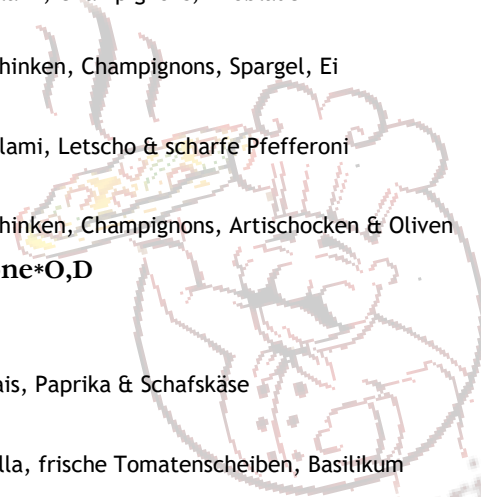 hinken, Champignons, Spargel, Ei
lami, Letscho & scharfe Pfefferoni
hinken, Champignons, Artischocken & Oliven
ne*O,D
ais, Paprika & Schafskäse
lla, frische Tomatenscheiben, Basilikum